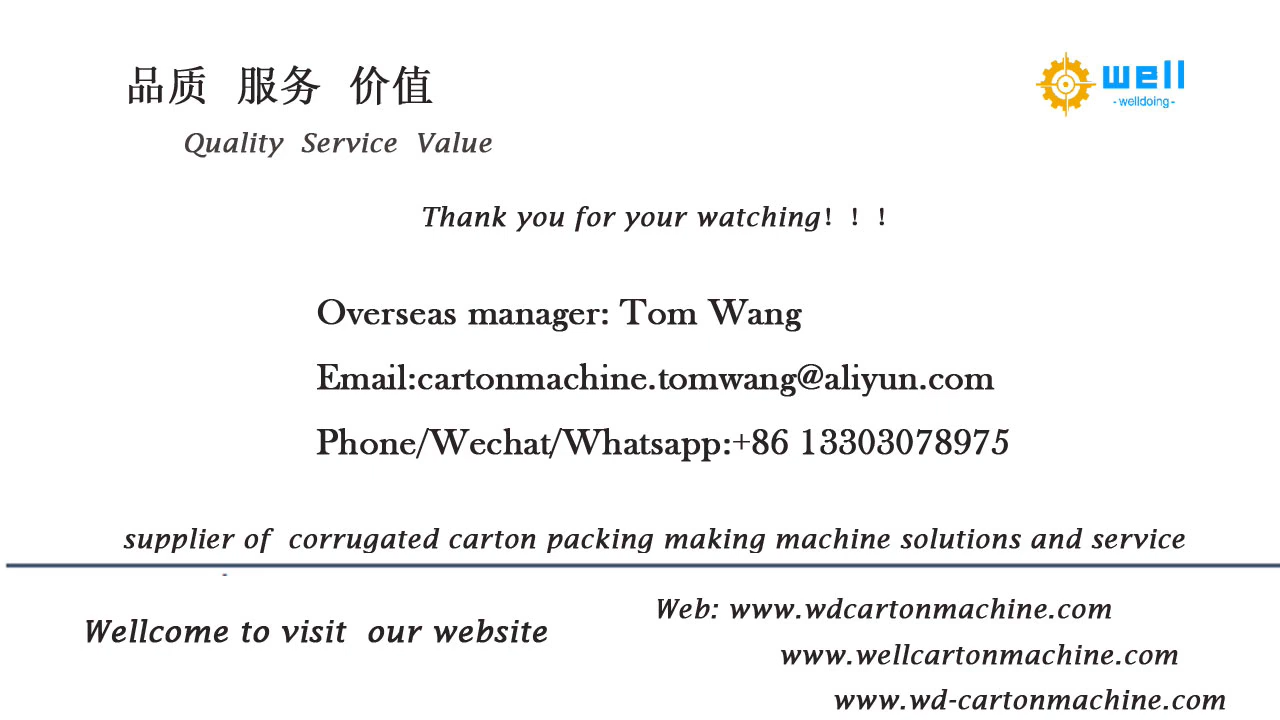 品质 服务 价值
well
-welldoing-
Quality Service Value
Thank you for your watching！！！
Overseas manager: Tom Wang
Email:cartonmachine.tomwang@aliyun.com
Phone/Wechat/Whatsapp:+86 13303078975
supplier of corrugated carton packing making machine solutions and service
Wellcome to visit our website
Web: www.wdcartonmachine.com
www.wellcartonmachine.com
www.wd-cartonmachine.com